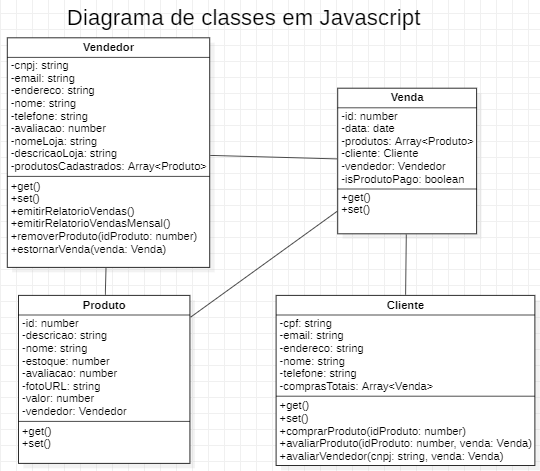 Diagrama de classes em Javascript
Vendedor
-cnpj: string
-email: string
-endereco: string
-nome: string
-telefone: string
-avaliacao: number
-nomeLoja: string
-descricaoLoja: string
-produtosCadastrados: Array<Produto>
+get()
+set()
+emitirRelatorioVendas()
+emitirRelatorioVendasMensal()
+removerProduto(idProduto: number)
+estornarVenda(venda: Venda)
Venda
-id: number
-data: date
-produtos: Array<Produto>
-cliente: Cliente
-vendedor: Vendedor
-isProdutoPago: boolean
+get()
+set()
Produto
-id: number
-descricao: string
-nome: string
-estoque: number
-avaliacao: number
-fotoURL: string
-valor: number
-vendedor: Vendedor
+get()
+set()
Cliente
-cpf: string
-email: string
-endereco: string
-nome: string
-telefone: string
-comprasTotais: Array<Venda>
+get()
+set()
+comprarProduto(idProduto: number)
+avaliarProduto(idProduto: number, venda: Venda)
+avaliarVendedor(cnpj: string, venda: Venda)